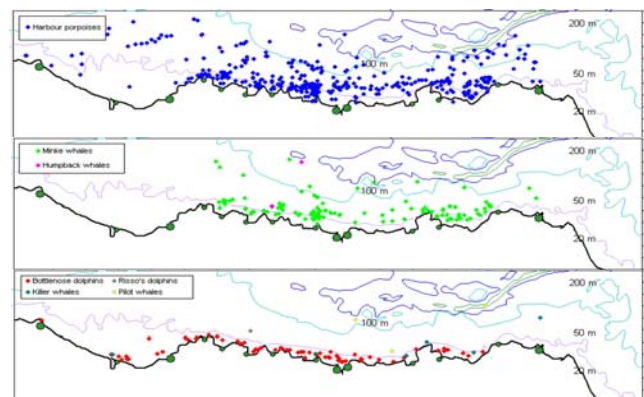 Harbour porpoises
200 m
100 m
50 m
20 m
Minke whales
Humpback whales
200 m
100 m
50 m
20 m
Bottlenose dolphins
Risso's dolphins
Killer whales
Pilot whales
200 m
100 m
50 m
20 m